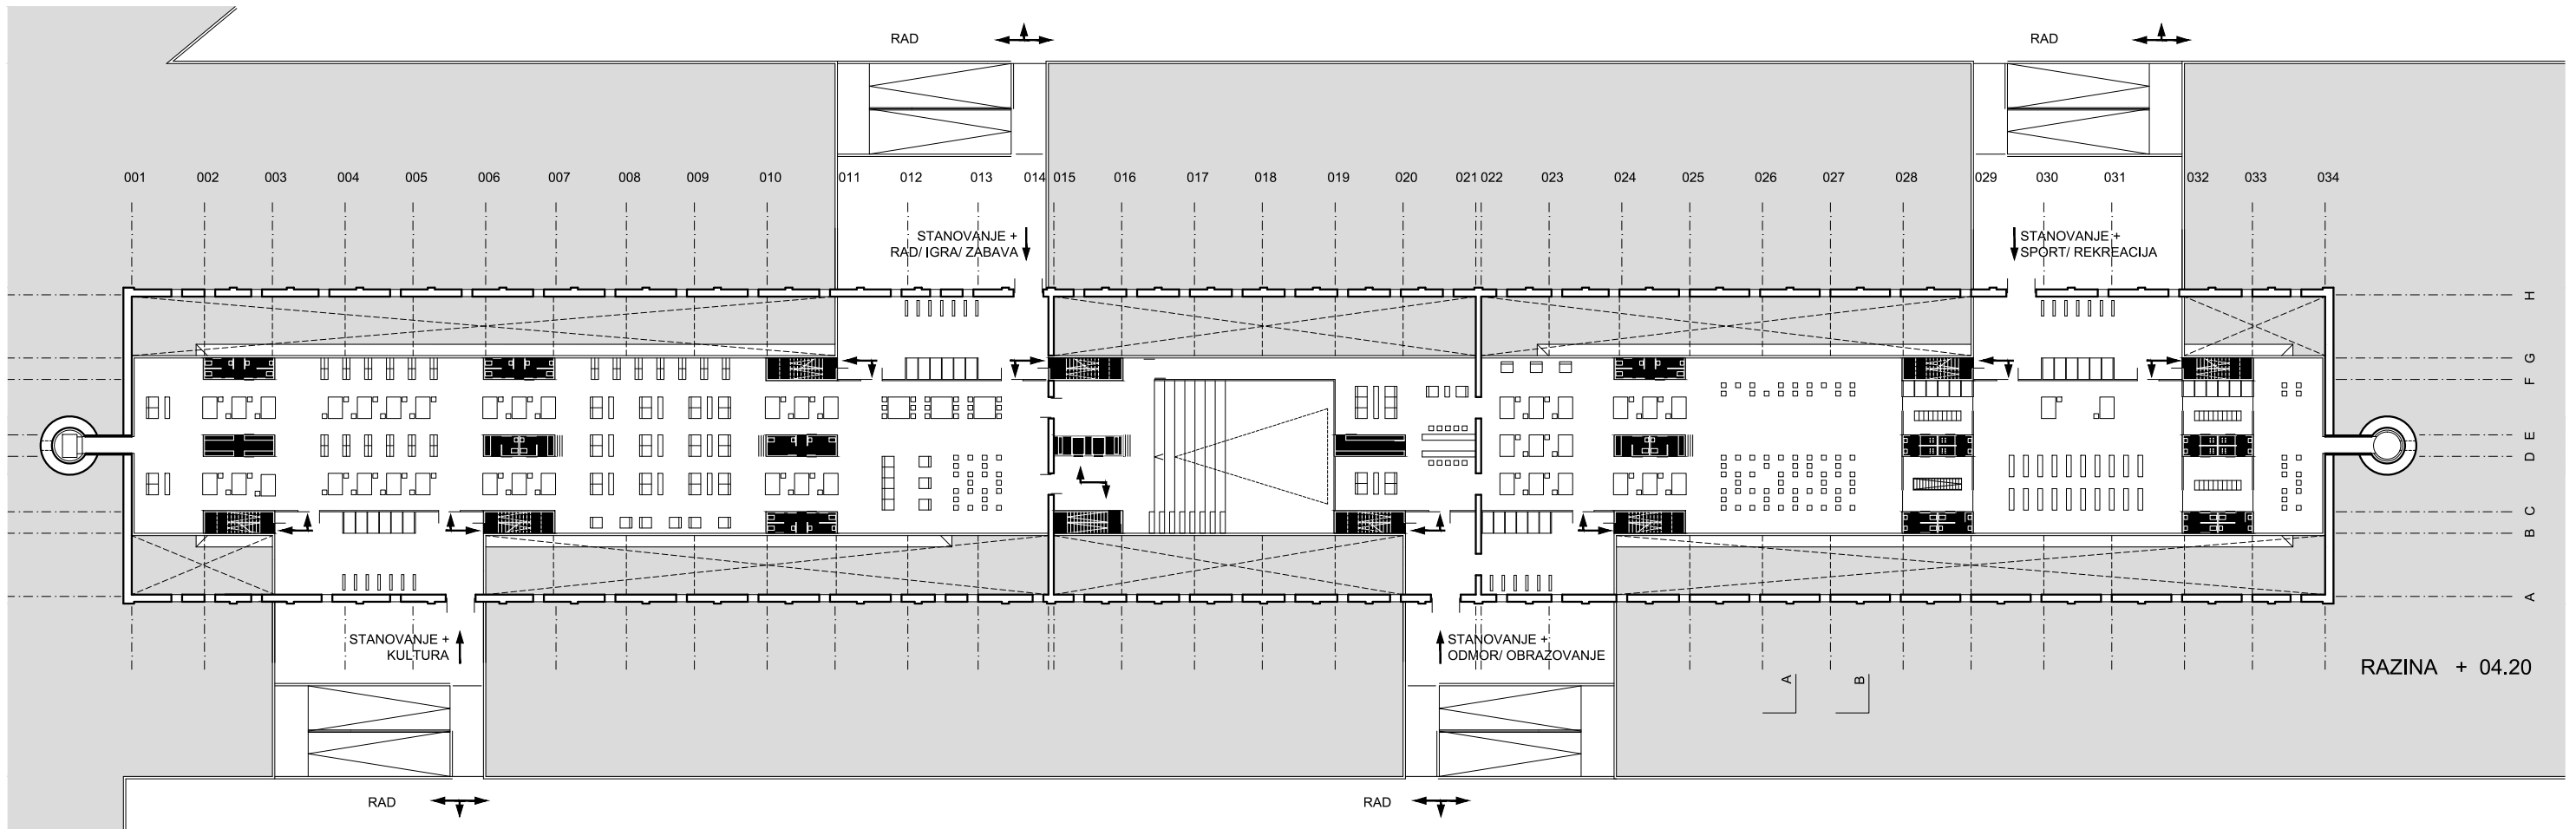 RAD
RAD
001 002 003 004 005 006 007 008 009 010 011 012 013 014 015 016 017 018 019 020 021 022 023 024 025 026 027 028 029 030 031 032 033 034
STANOVANJE +
RAD/ IGRA/ ZABAVA
STANOVANJE +
SPORT/ REKREACIJA
H
G
F
E
D
C
B
A
STANOVANJE +
KULTURA
STANOVANJE +
ODMOR/ OBRAZOVANJE
A
B
RAZINA + 04.20
RAD
RAD